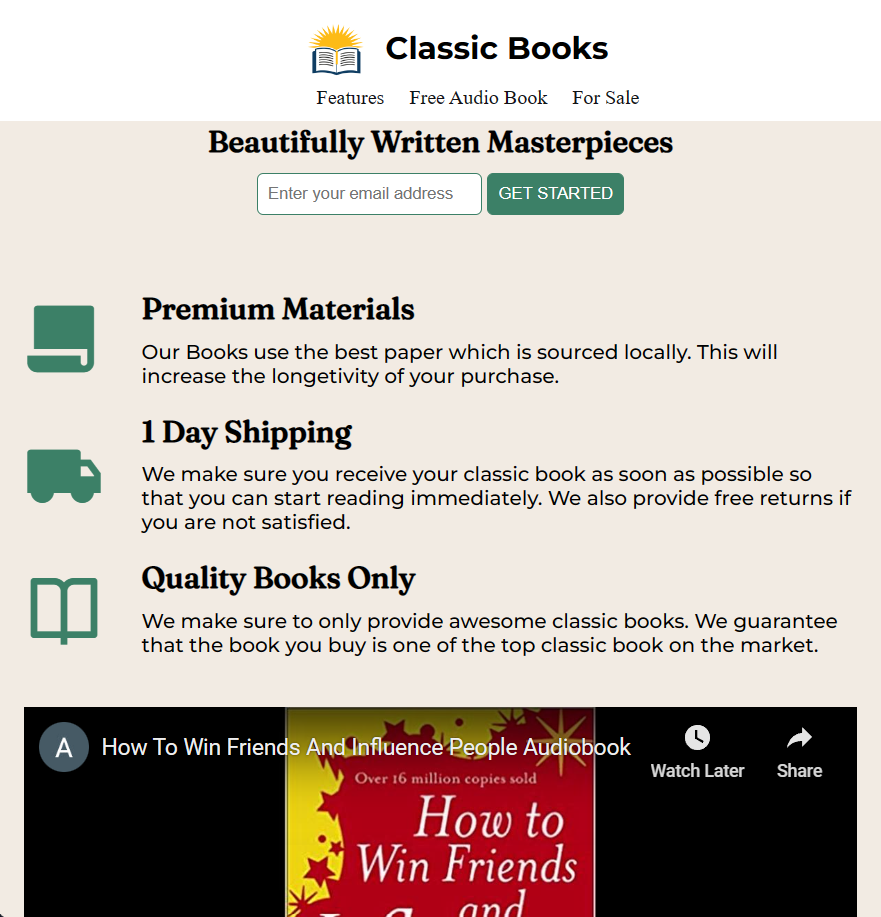 Classic Books
Features Free Audio Book For Sale
Beautifully Written Masterpieces
Enter your email address GET STARTED
Premium Materials
Our Books use the best paper which is sourced locally. This will
increase the longetivity of your purchase.
1 Day Shipping
We make sure you receive your classic book as soon as possible so
that you can start reading immediately. We also provide free returns if
you are not satisfied.
Quality Books Only
We make sure to only provide awesome classic books. We guarantee
that the book you buy is one of the top classic book on the market.
A How To Win Friends And Influence People Audiobook
Watch Later Share
Over 16 million copies sold
How to
Win Friends
and